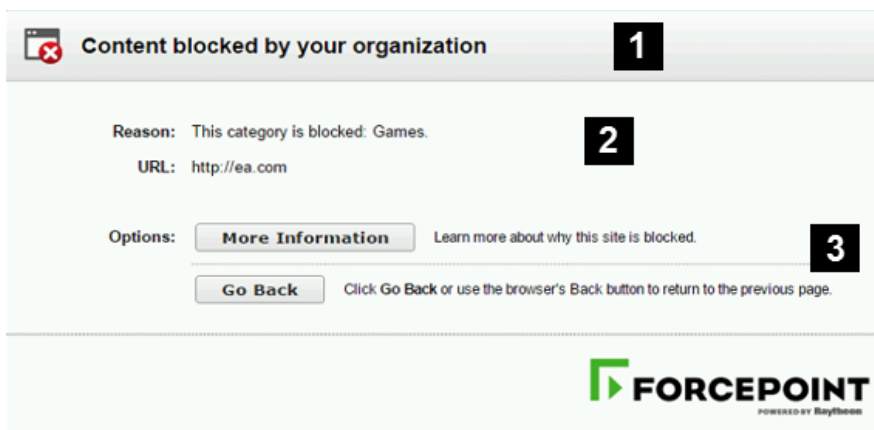 Content blocked by your organization 1
Reason: This category is blocked: Games. 2
URL: http://ea.com
Options: More Information Learn more about why this site is blocked. 3
Go Back Click Go Back or use the browser's Back button to return to the previous page.
FORCEPOINT
POWERED BY Raytheon